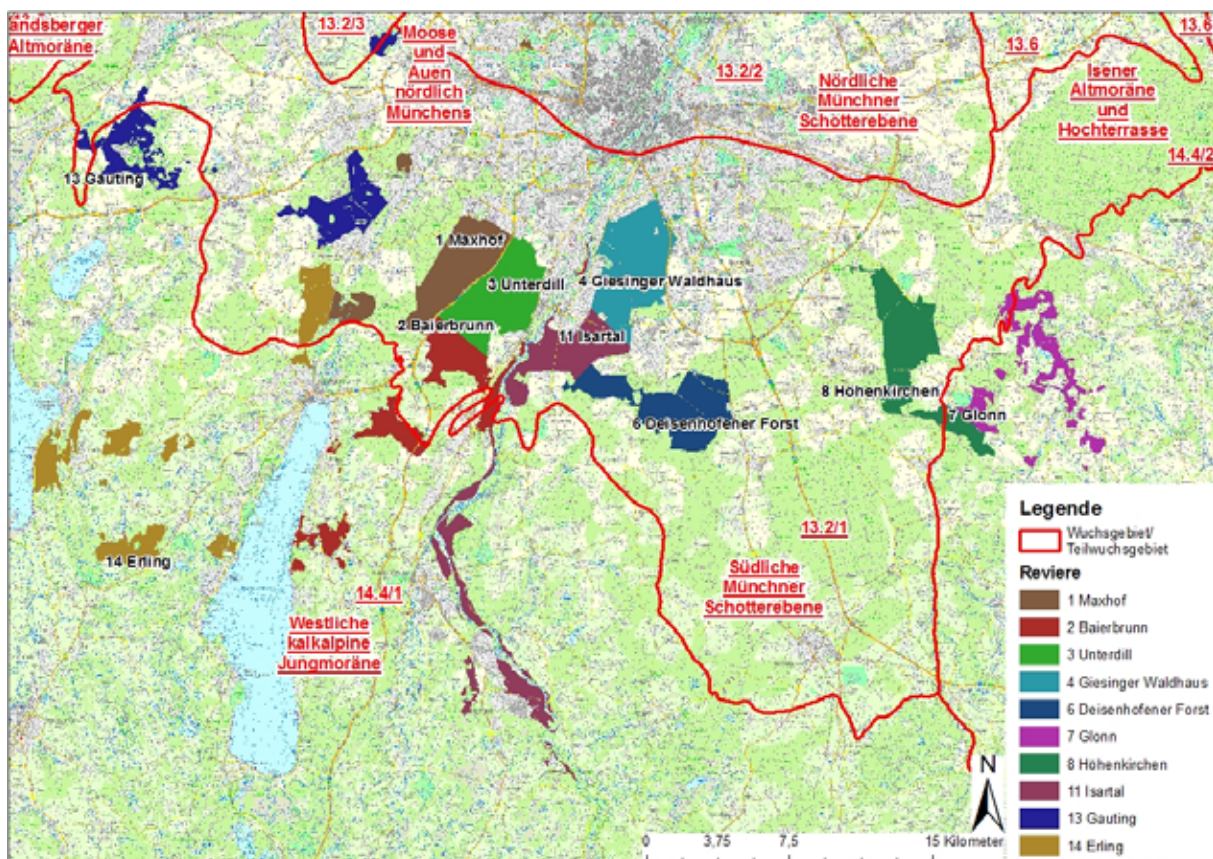 andsberger
Altmoräne
13.2/3
Moose
und
Auen
nördlich
Münchens
13.2/2
Nördliche
Münchner
Schotterebene
13.6
13.6
Isener
Altmoräne
und
Hochterrasse
14.4/2
13 Gauting
1 Maxhof
3 Unterdill
4 Giesinger Waldhaus
2 Baierbrunn
11 Isartal
8 Höhenkirchen
7 Glonn
6 Deisenhofener Forst
14 Erling
14.4/1
Westliche
kalkalpine
Jungmoräne
13.2/1
Südliche
Münchner
Schotterebene
Legende
Wuchsgebiet/
Teilwuchsgebiet
Reviere
1 Maxhof
2 Baierbrunn
3 Unterdill
4 Giesinger Waldhaus
6 Deisenhofener Forst
7 Glonn
8 Höhenkirchen
11 Isartal
13 Gauting
14 Erling
N
0 3,75 7,5 15 Kilometer